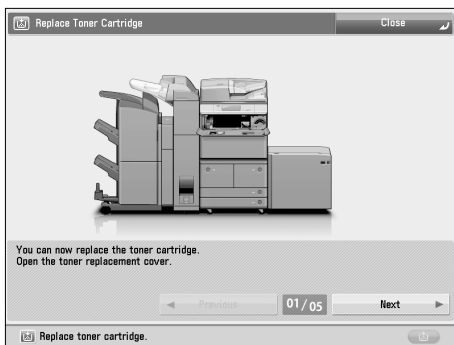 Replace Toner Cartridge
Close
You can now replace the toner cartridge.
Open the toner replacement cover.
Previous
01/05
Next
Replace toner cartridge.